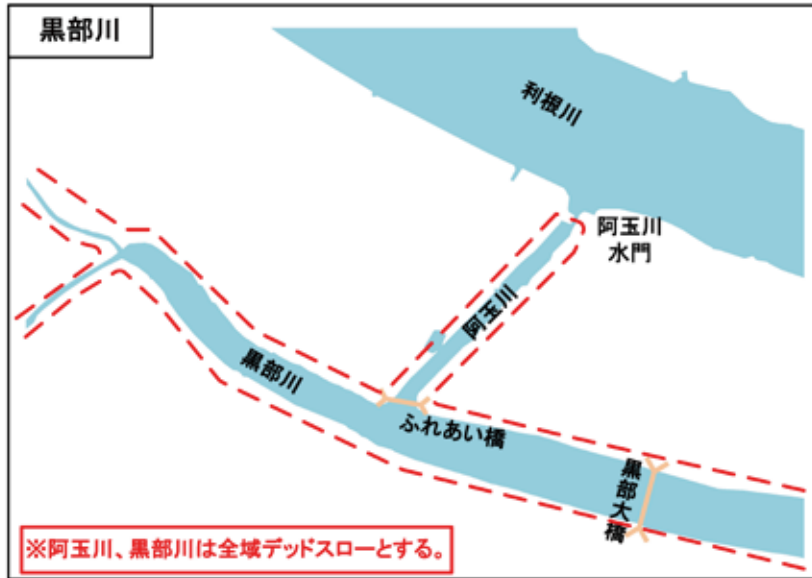 黒部川
利根川
阿玉川
水門
阿玉川
黒部川
ふれあい橋
黒部大橋
※阿玉川、黒部川は全域デッドスローとする。